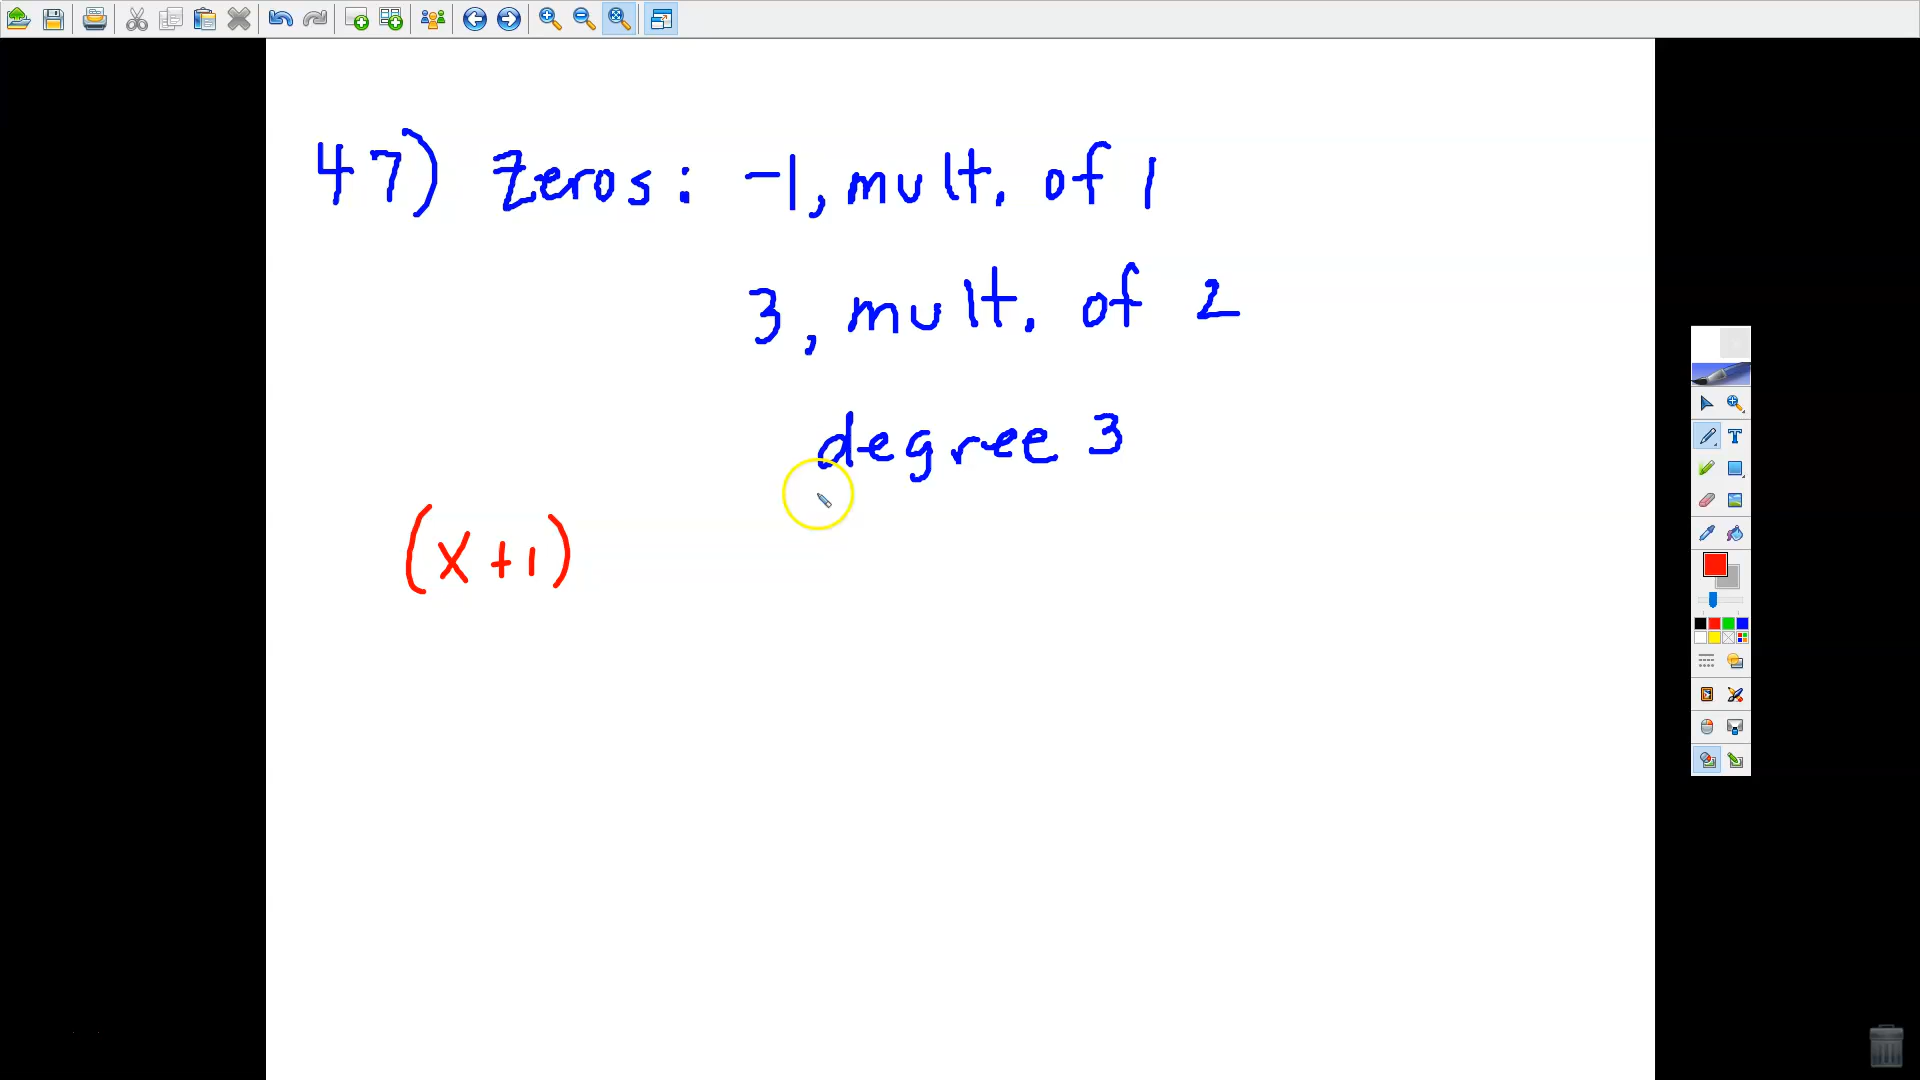 47) Zeros: -1, mult. of 1
3, mult. of 2
degree 3
(x+1)